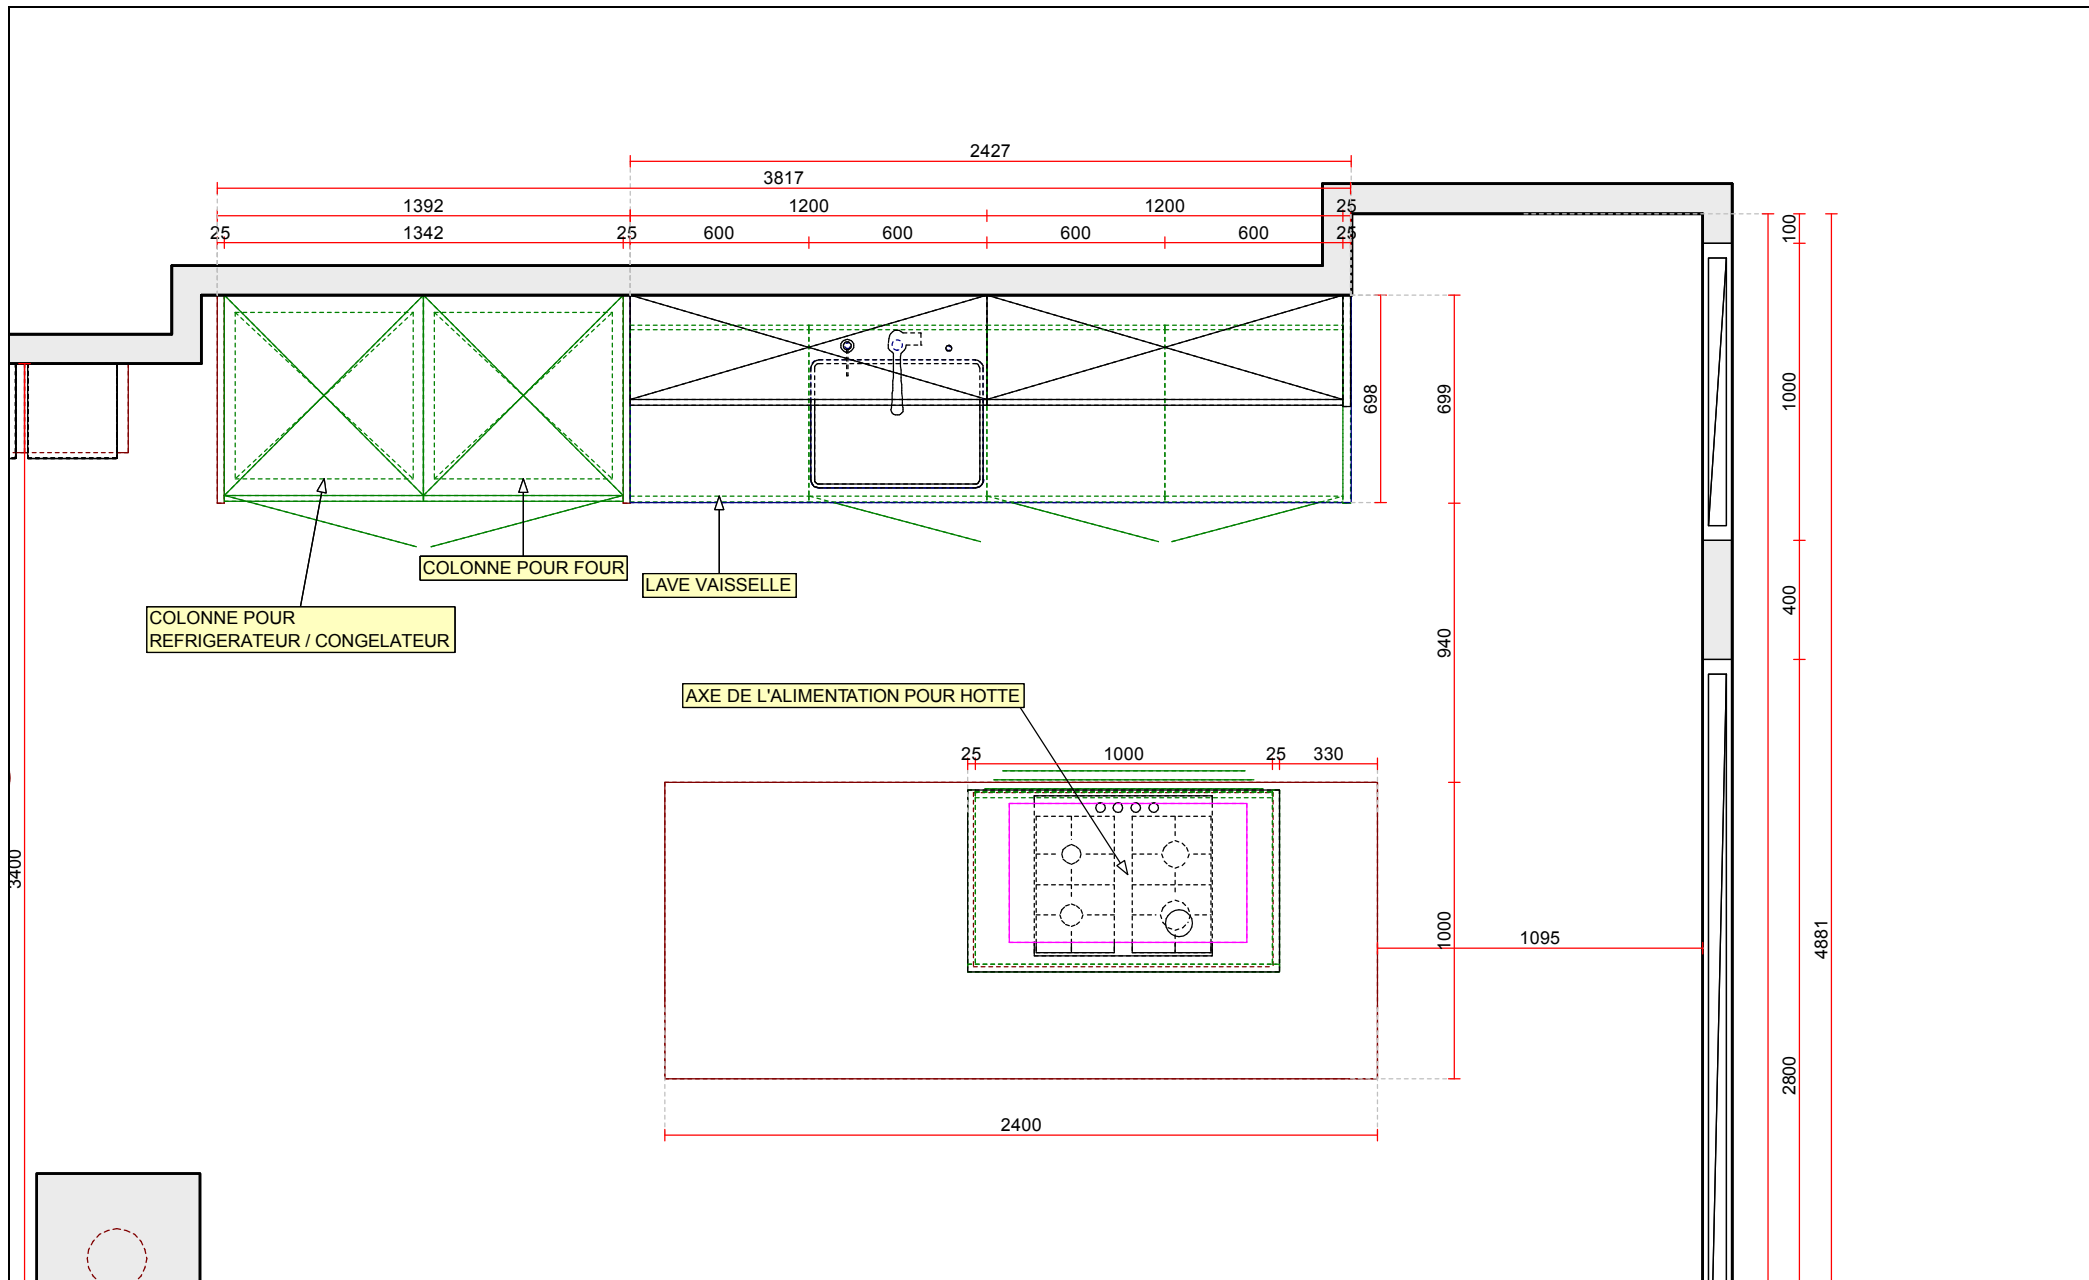 2427
3817
1392 1200 1200 25
25 1342 25 600 600 600 600 25
100
1000
698
699
400
COLONNE POUR FOUR
LAVE VAISSELLE
COLONNE POUR
REFRIGERATEUR / CONGELATEUR
940
AXE DE L'ALIMENTATION POUR HOTTE
25 1000 25 330
3400
1000
1095
4881
2800
2400